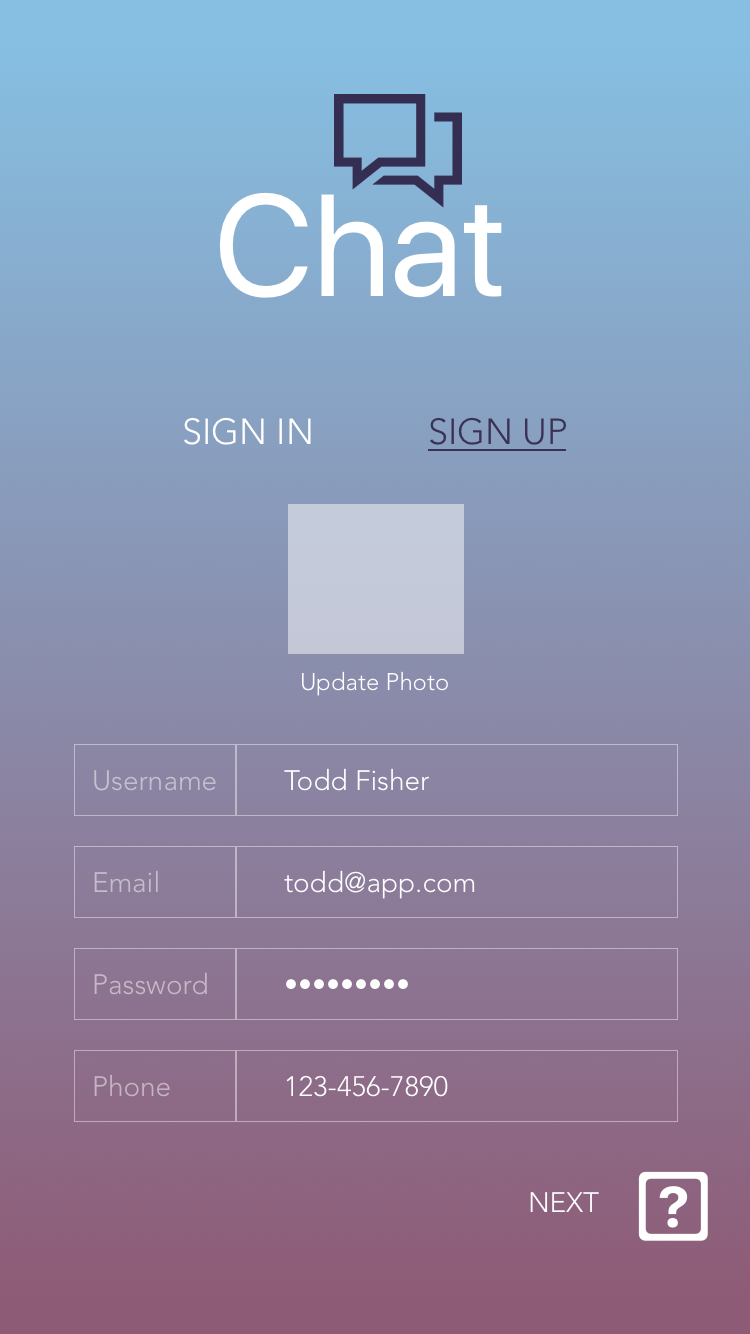 Chat
SIGN IN SIGN UP
Update Photo
Username Todd Fisher
Email todd@app.com
Password •••••••••
Phone 123-456-7890
NEXT ?